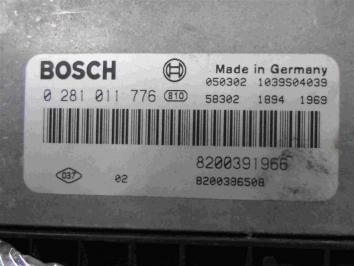 BOSCH Made in Germany
050302 1039S04039
0 281 011 776 810 58302 1894 1969
8200391966
037 02 8200386508